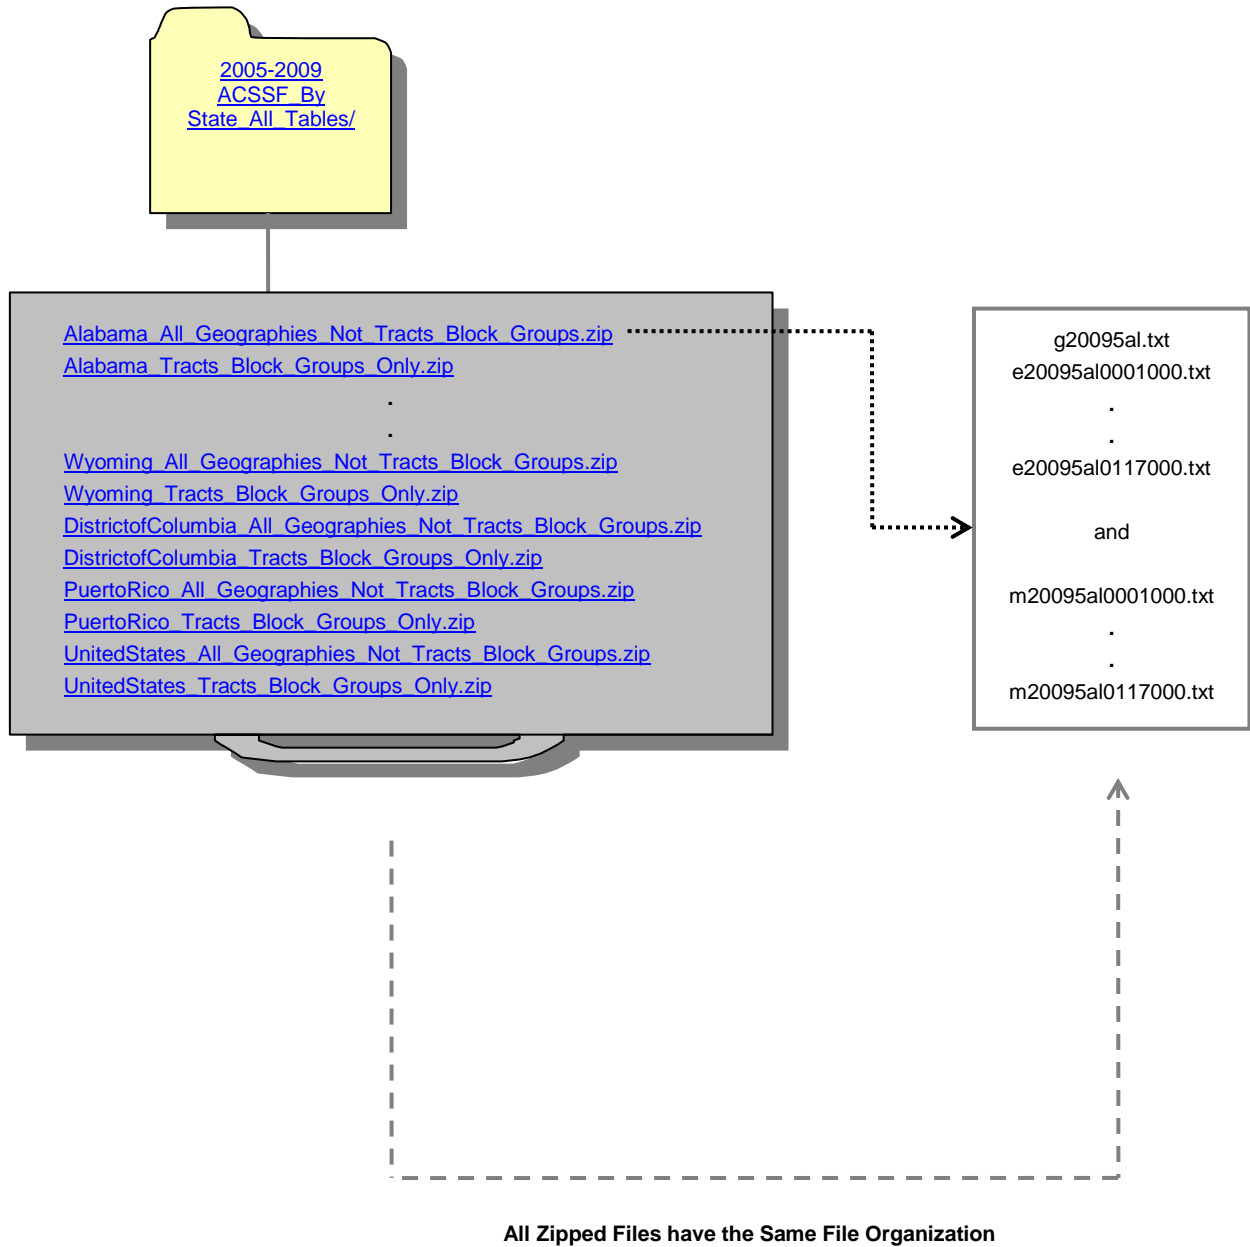 2005-2009
ACSSF_By
State_All_Tables/
Alabama_All_Geographies_Not_Tracts_Block_Groups.zip
Alabama_Tracts_Block_Groups_Only.zip
.
.
Wyoming_All_Geographies_Not_Tracts_Block_Groups.zip
Wyoming_Tracts_Block_Groups_Only.zip
DistrictofColumbia_All_Geographies_Not_Tracts_Block_Groups.zip
DistrictofColumbia_Tracts_Block_Groups_Only.zip
PuertoRico_All_Geographies_Not_Tracts_Block_Groups.zip
PuertoRico_Tracts_Block_Groups_Only.zip
UnitedStates_All_Geographies_Not_Tracts_Block_Groups.zip
UnitedStates_Tracts_Block_Groups_Only.zip
g20095al.txt
e20095al0001000.txt
.
.
e20095al0117000.txt
and
m20095al0001000.txt
.
.
m20095al0117000.txt
All Zipped Files have the Same File Organization